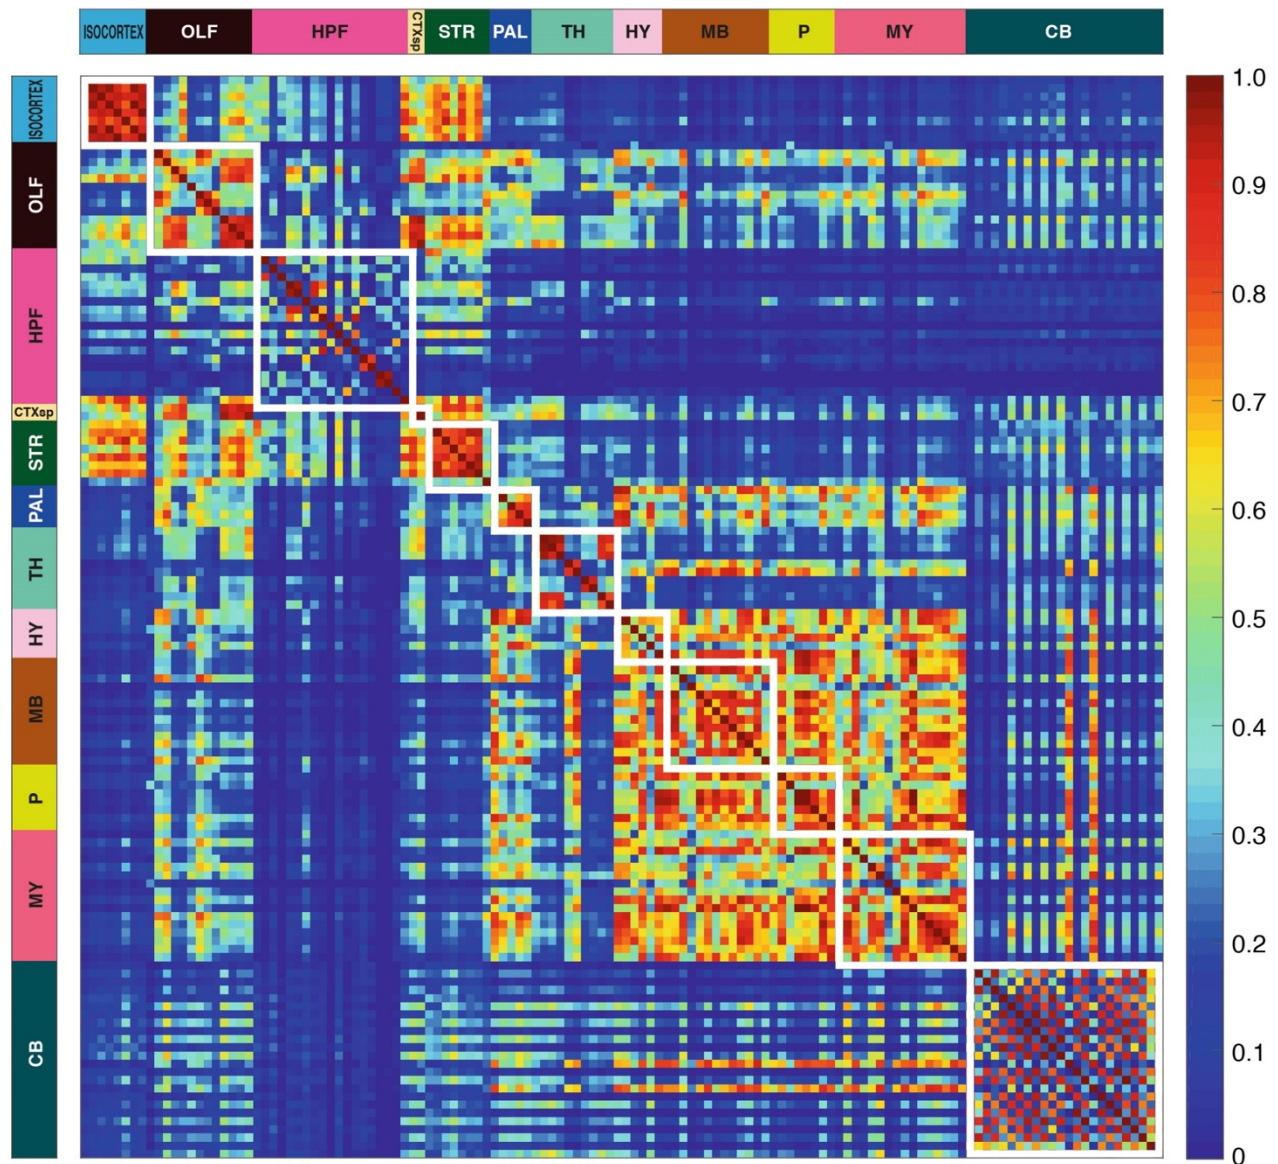 ISOCORTEX OLF HPF CTXsp STR PAL TH HY MB P MY CB
ISOCORTEX
OLF
HPF
CTXsp
STR
PAL
TH
HY
MB
P
MY
CB
1.0
0.9
0.8
0.7
0.6
0.5
0.4
0.3
0.2
0.1
0